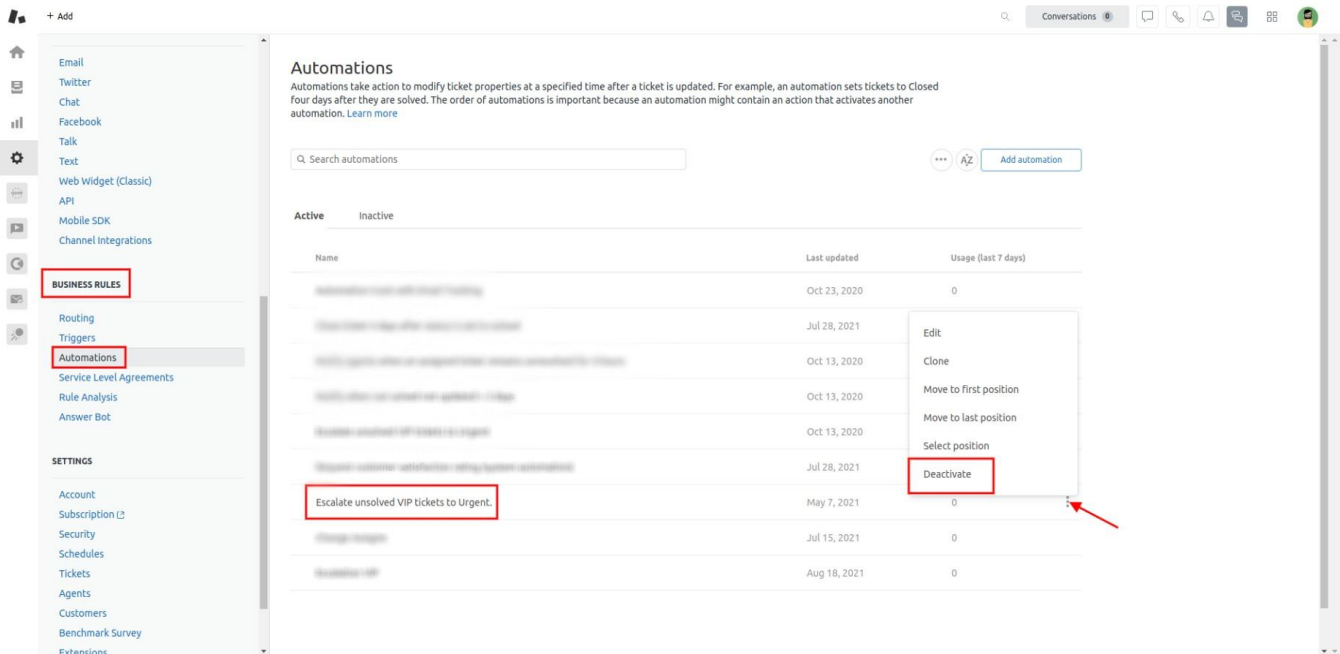 + Add
Conversations 0
Email
Twitter
Chat
Facebook
Talk
Text
Web Widget (Classic)
API
Mobile SDK
Channel Integrations
BUSINESS RULES
Routing
Triggers
Automations
Service Level Agreements
Rule Analysis
Answer Bot
SETTINGS
Account
Subscription
Security
Schedules
Tickets
Agents
Customers
Benchmark Survey
Extensions
Automations
Automations take action to modify ticket properties at a specified time after a ticket is updated. For example, an automation sets tickets to Closed
four days after they are solved. The order of automations is important because an automation might contain an action that activates another
automation. Learn more
Search automations
AZ
Add automation
Active Inactive
Name Last updated Usage (last 7 days)
Oct 23, 2020 0
Jul 28, 2021
Oct 13, 2020
Oct 13, 2020
Oct 13, 2020
Jul 28, 2021
Escalate unsolved VIP tickets to Urgent. May 7, 2021 0
Jul 15, 2021 0
Aug 18, 2021 0
Edit
Clone
Move to first position
Move to last position
Select position
Deactivate